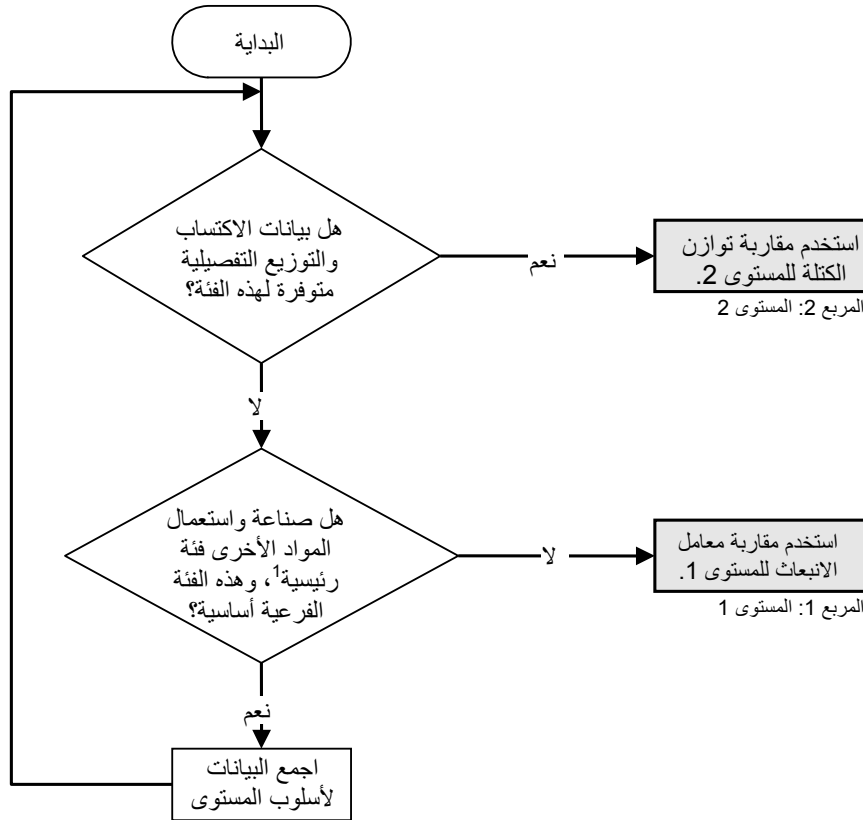 البداية
هل بيانات الاكتساب
والتوزيع التفصيلية
متوفرة لهذه الفئة؟
نعم
استخدم مقاربة توازن
الكتلة للمستوى 2.
المربع 2: المستوى 2
لا
هل صناعة واستعمال
المواد الأخرى فئة
رئيسية1، وهذه الفئة
الفرعية أساسية؟
لا
استخدم مقاربة معامل
الانبعاث للمستوى 1.
المربع 1: المستوى 1
نعم
اجمع البيانات
لأسلوب المستوى